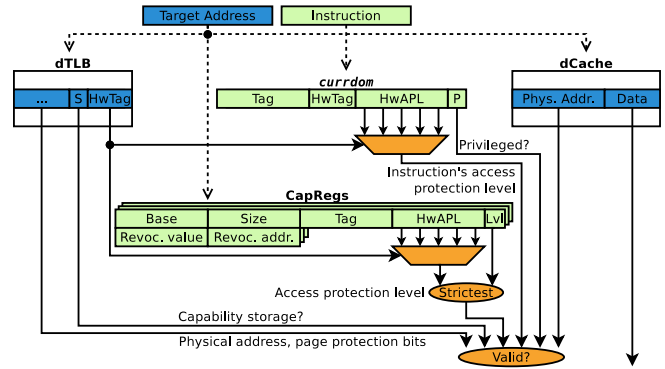 Target Address
Instruction
dTLB
... S HwTag
currdom
Tag HwTag HwAPL P
dCache
Phys. Addr. Data
Privileged?
Instruction's access
protection level
CapRegs
Base Size Tag HwAPL Lvl
Revoc. value Revoc. addr.
Access protection level
Strictest
Capability storage?
Physical address, page protection bits
Valid?